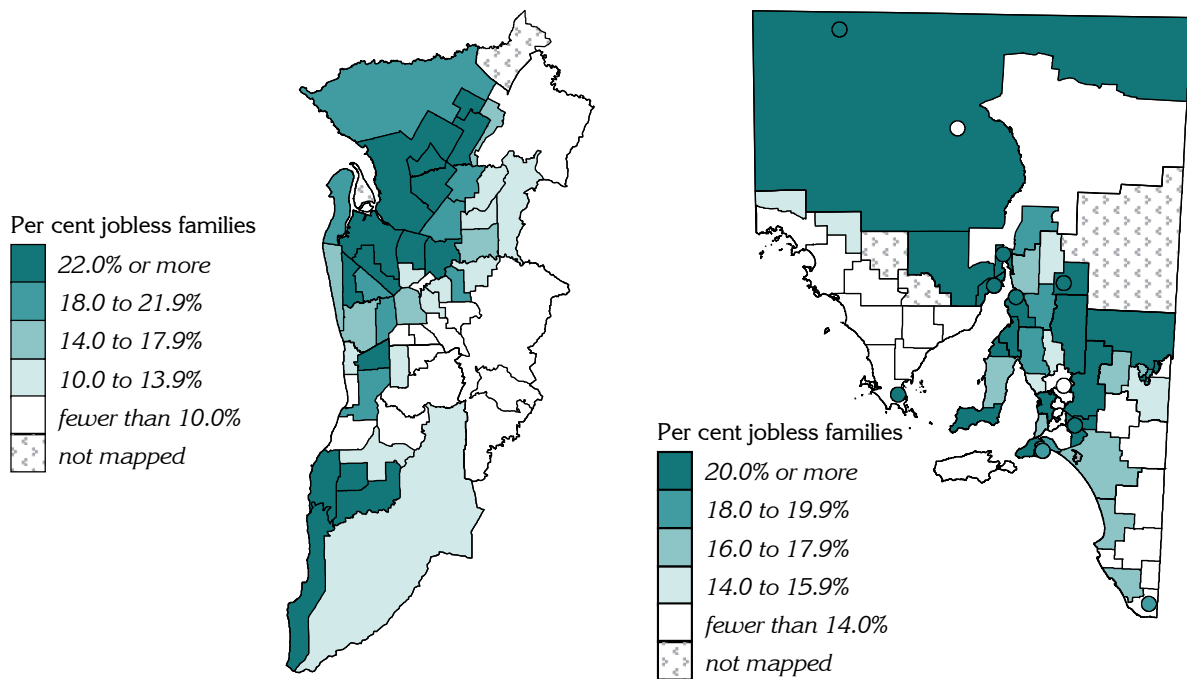 Per cent jobless families
22.0% or more
18.0 to 21.9%
14.0 to 17.9%
10.0 to 13.9%
fewer than 10.0%
not mapped
Per cent jobless families
20.0% or more
18.0 to 19.9%
16.0 to 17.9%
14.0 to 15.9%
fewer than 14.0%
not mapped